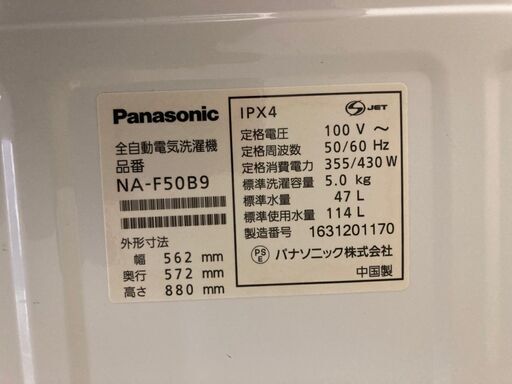 Panasonic
全自動電気洗濯機
品番
NA-F50B9
外形寸法
幅 562 mm
奥行 572 mm
高さ 880 mm
IPX4
S JET
定格電圧 100 V ～
定格周波数 50/60 Hz
定格消費電力 355/430 W
標準洗濯容量 5.0 kg
標準水量 47 L
標準使用水量 114 L
製造番号 1631201170
PS E パナソニック株式会社
中国製